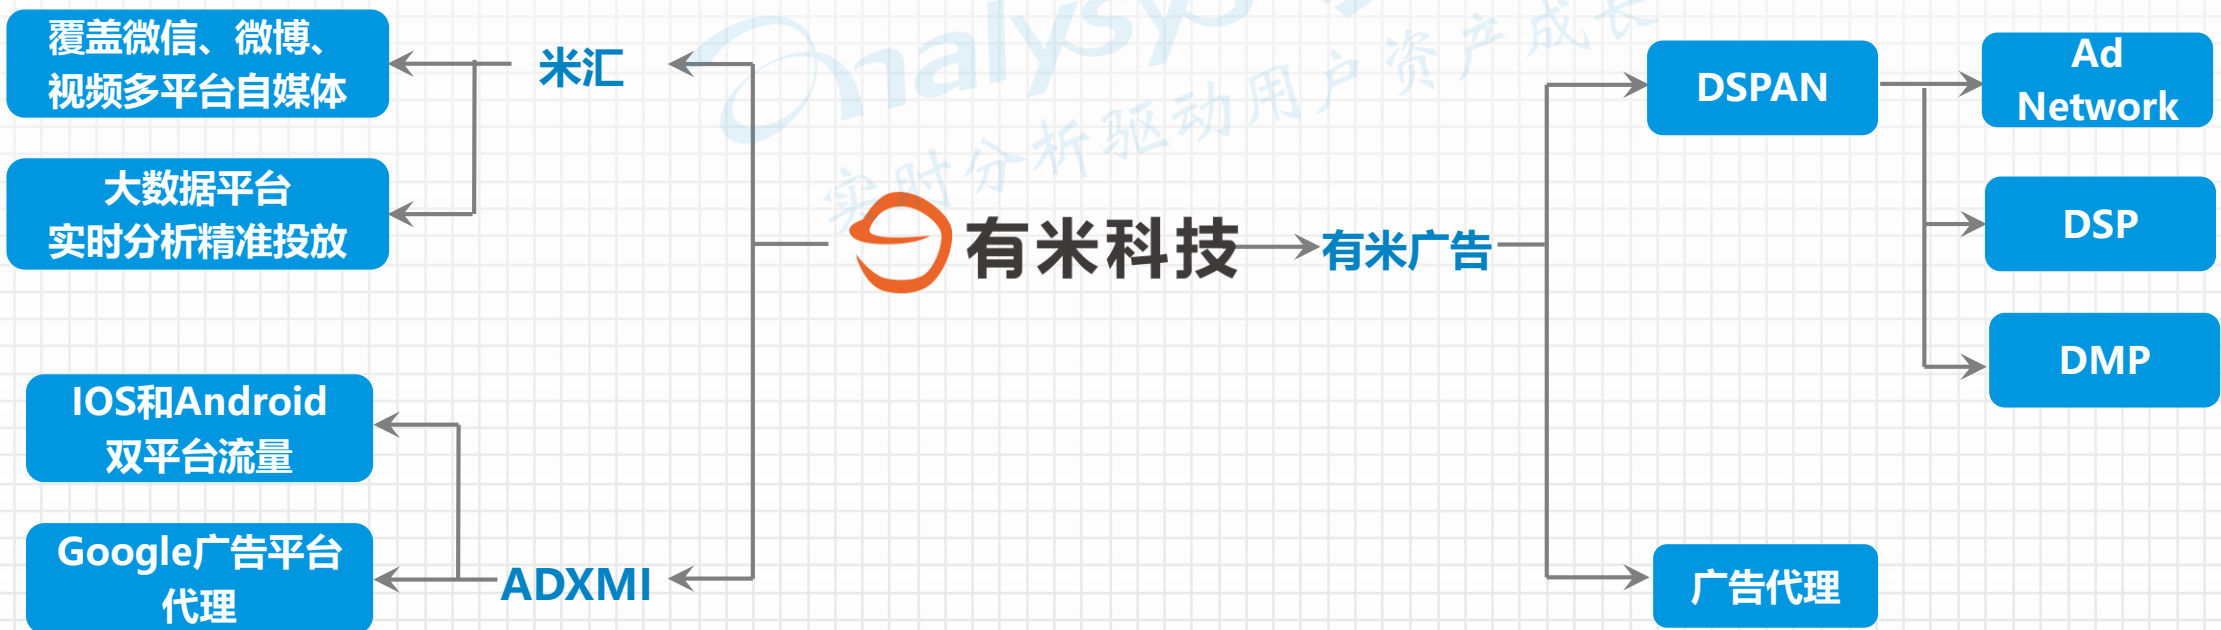 覆盖微信、微博、
视频多平台自媒体
大数据平台
实时分析精准投放
米汇
IOS和Android
双平台流量
Google广告平台
代理
ADXMI
analysys
实时分析驱动用户资产成长
有米科技
有米广告
DSPAN
Ad
Network
DSP
DMP
广告代理